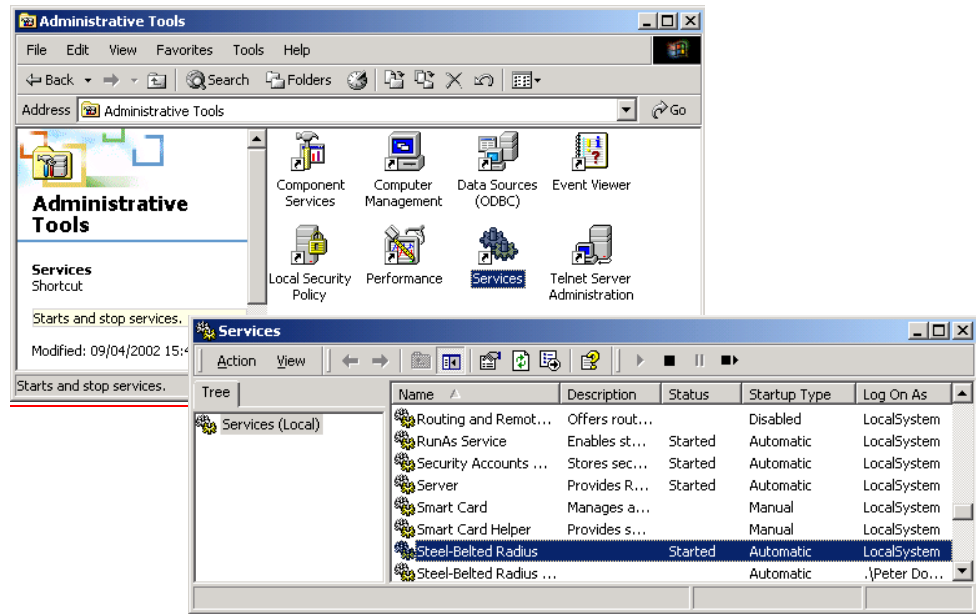 Administrative Tools
File Edit View Favorites Tools Help
Back Search Folders
Address Administrative Tools Go
Administrative Tools
Services
Shortcut
Starts and stop services.
Modified: 09/04/2002 15:4
Starts and stop services.
Component Services
Computer Management
Data Sources (ODBC)
Event Viewer
Local Security Policy
Performance
Services
Telnet Server Administration
Services
Action View
Tree
Services (Local)
Name Description Status Startup Type Log On As
Routing and Remot... Offers rout... Disabled LocalSystem
RunAs Service Enables st... Started Automatic LocalSystem
Security Accounts ... Stores sec... Started Automatic LocalSystem
Server Provides R... Started Automatic LocalSystem
Smart Card Manages a... Manual LocalSystem
Smart Card Helper Provides s... Manual LocalSystem
Steel-Belted Radius Started Automatic LocalSystem
Steel-Belted Radius ... Automatic .\Peter Do...